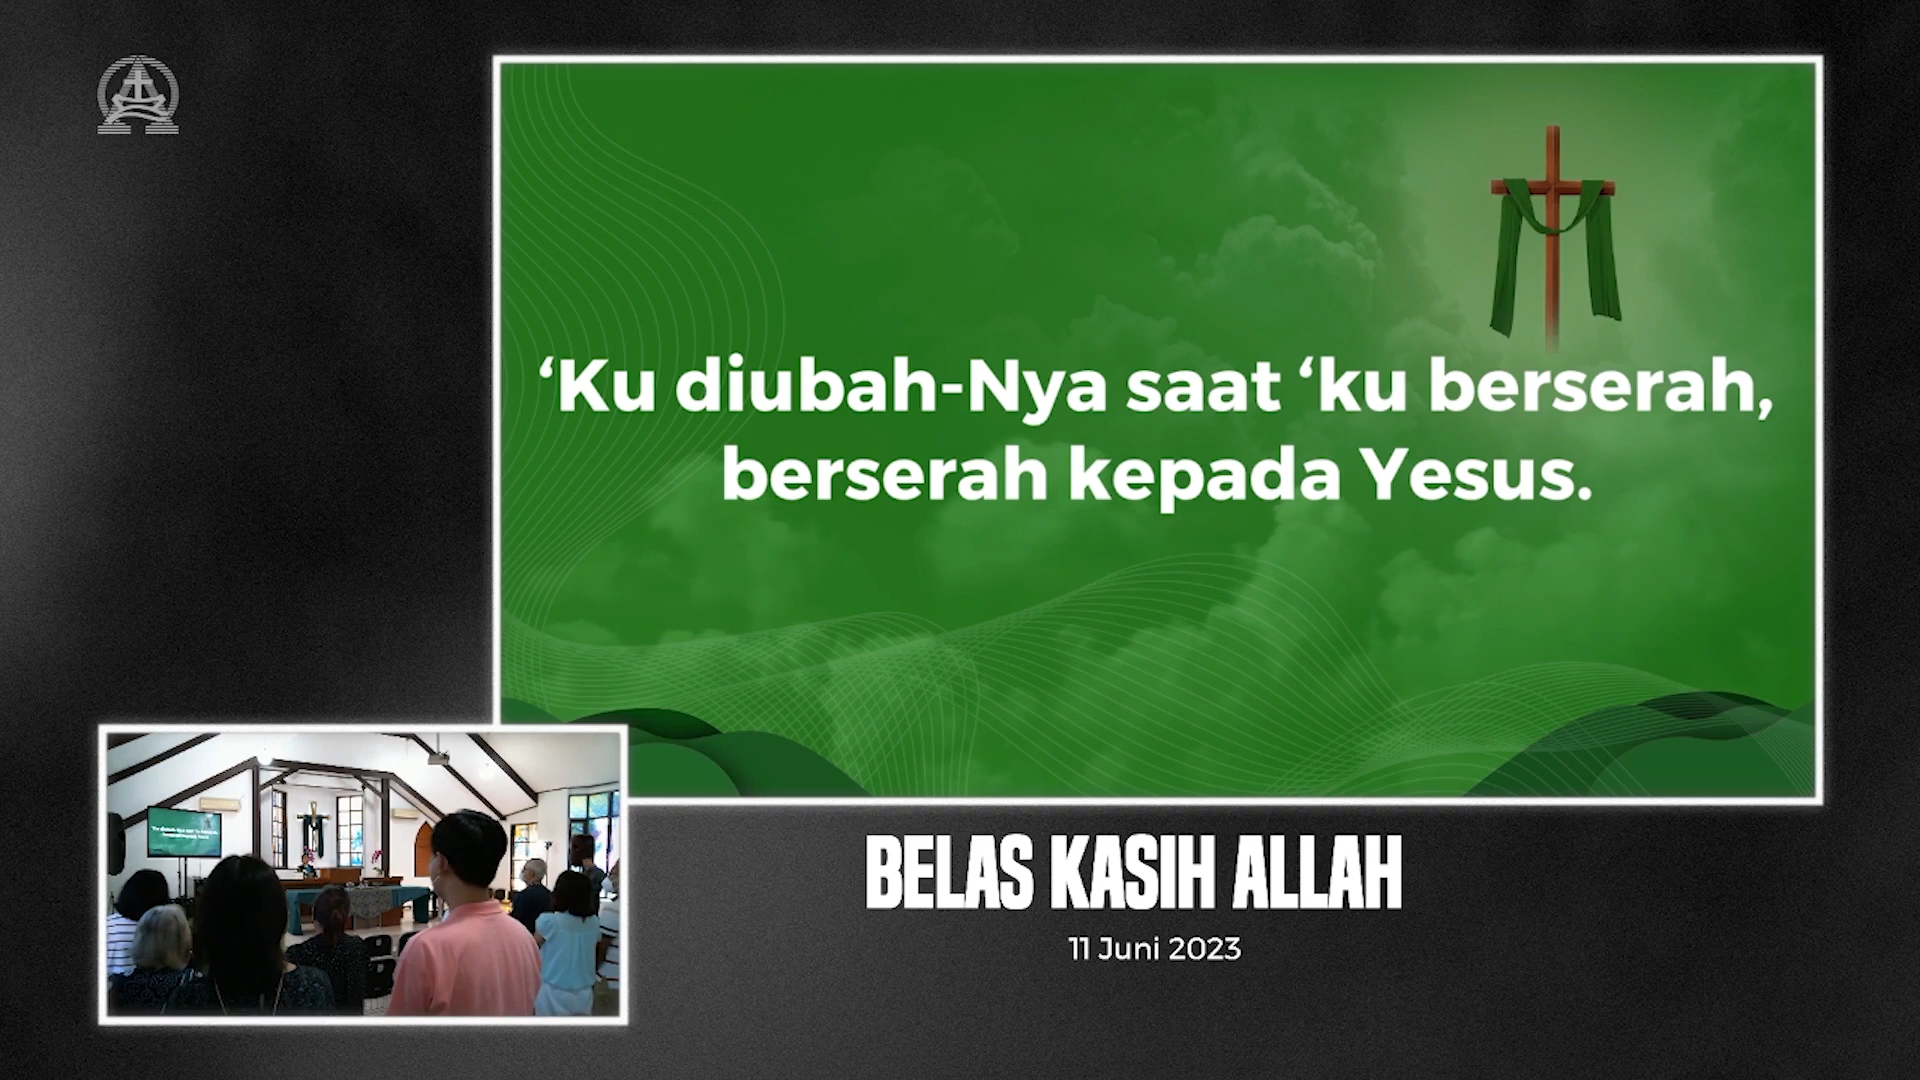 ‘Ku diubah-Nya saat ‘ku berserah,
berserah kepada Yesus.
BELAS KASIH ALLAH
11 Juni 2023